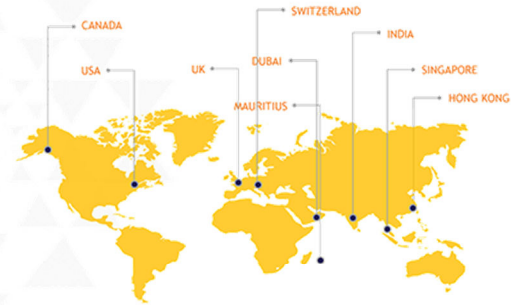 SWITZERLAND
CANADA
INDIA
DUBAI
USA
UK
SINGAPORE
HONG KONG
MAURITIUS